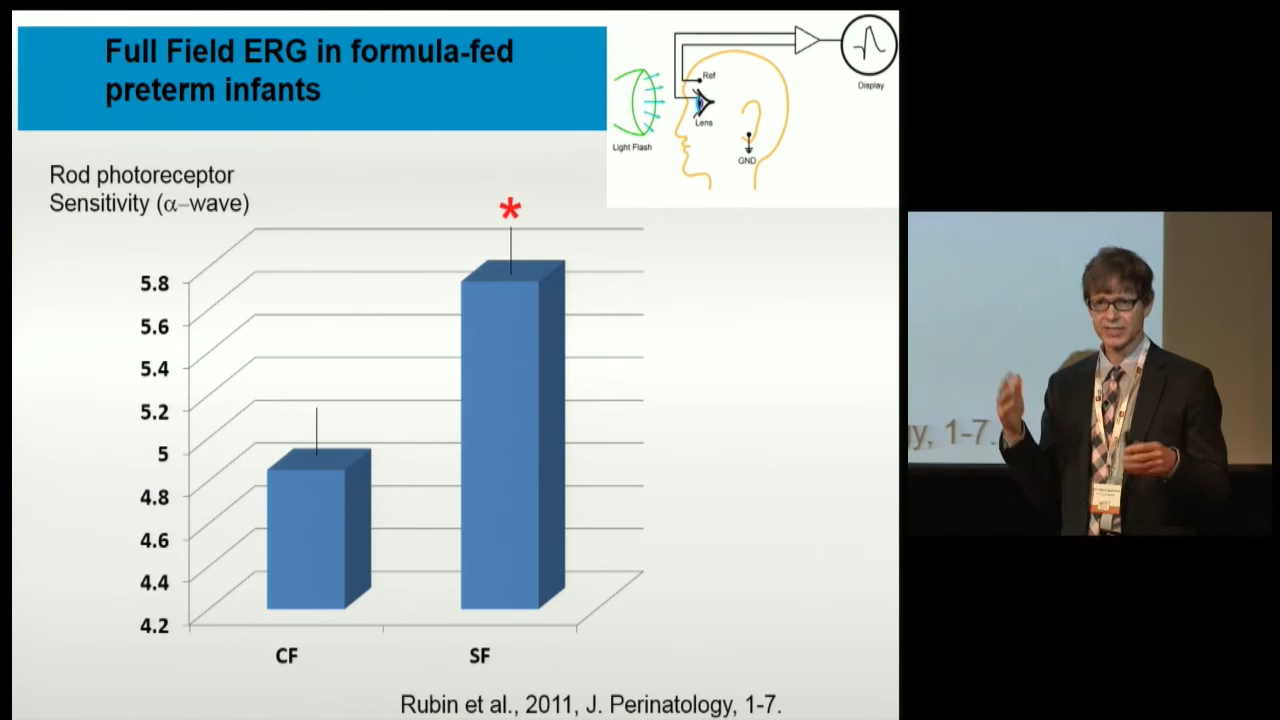 Full Field ERG in formula-fed
preterm infants
Ref
Lens
Light Flash
GND
Display
Rod photoreceptor
Sensitivity (α–wave)
*
5.8
5.6
5.4
5.2
5
4.8
4.6
4.4
4.2
CF
SF
Rubin et al., 2011, J. Perinatology, 1-7.
y, 1-7.